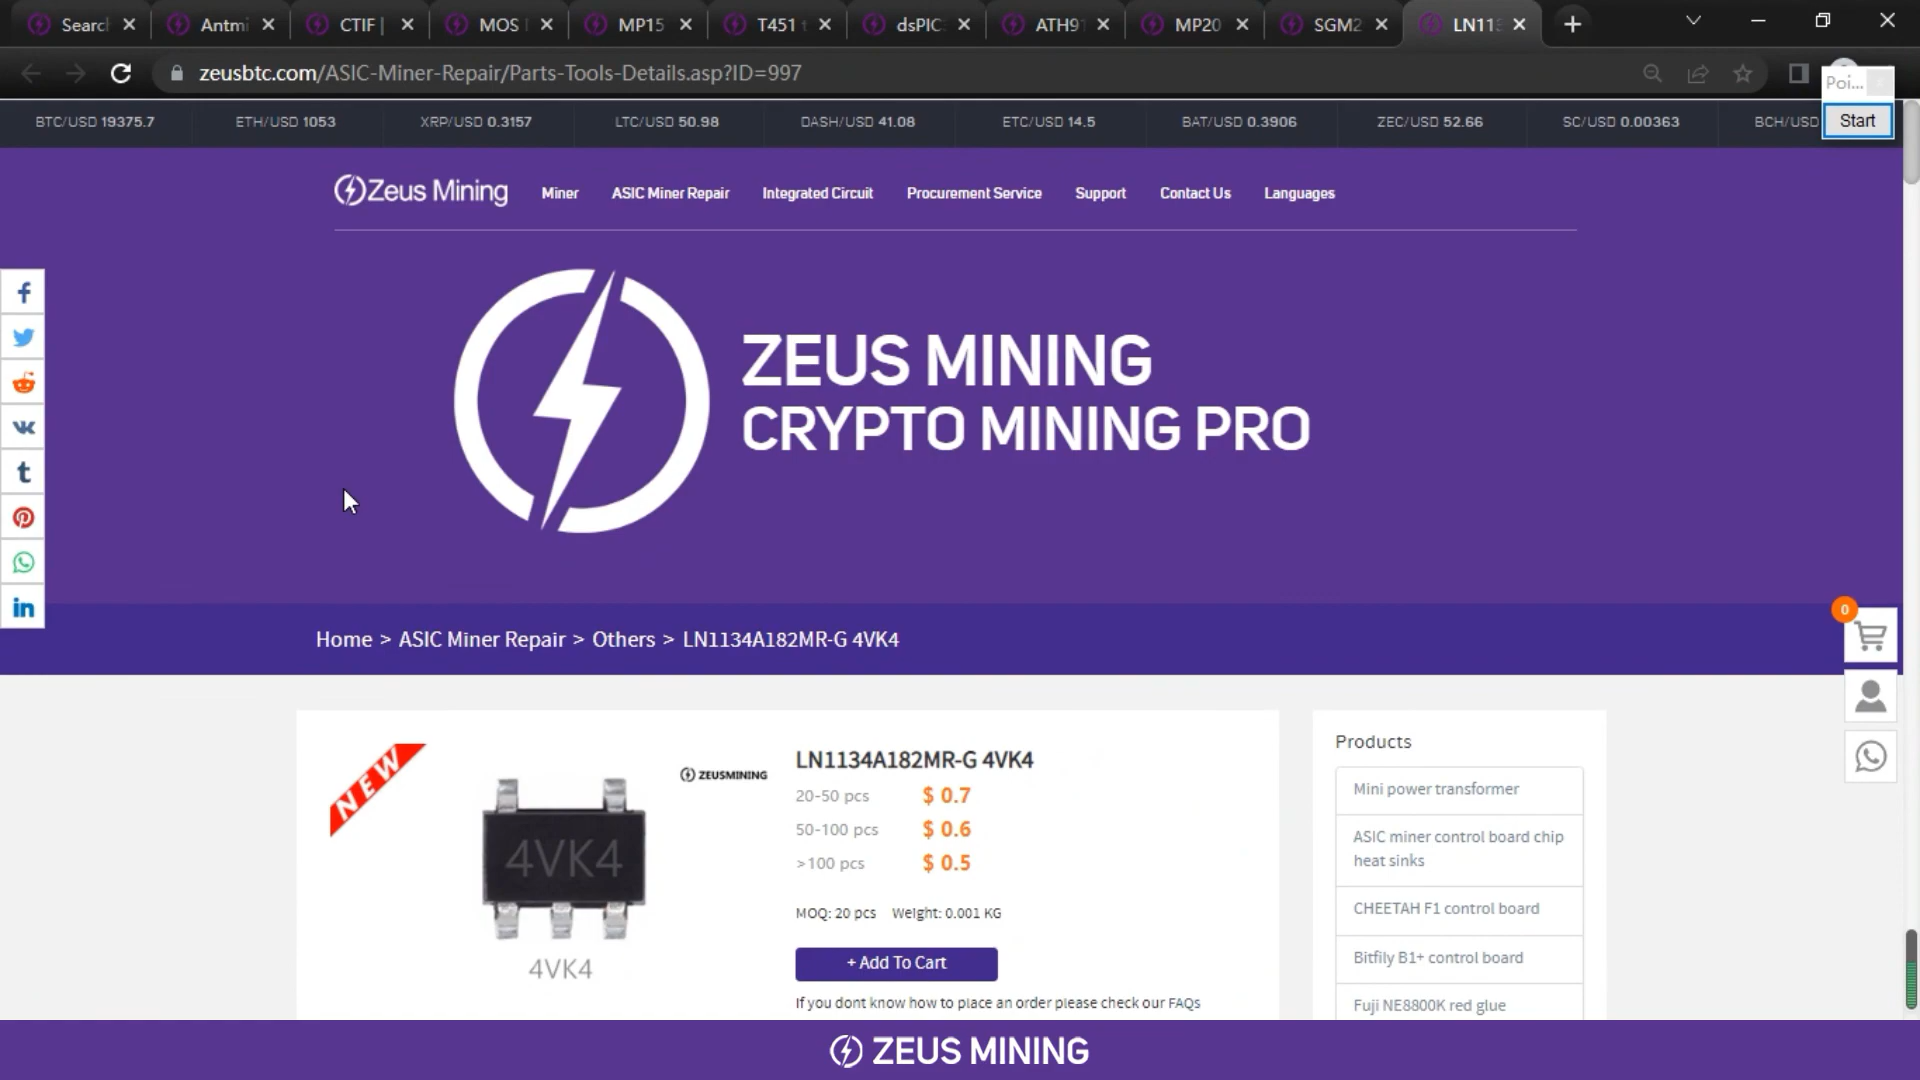 Searc
Antmi
CTIF |
MOS
MP15
T451
dsPIC
ATH9
MP20
SGM2
LN113
zeusbtc.com/ASIC-Miner-Repair/Parts-Tools-Details.asp?ID=997
Poi...
Start
BTC/USD 19375.7
ETH/USD 1053
XRP/USD 0.3157
LTC/USD 50.98
DASH/USD 41.08
ETC/USD 14.5
BAT/USD 0.3906
ZEC/USD 52.66
SC/USD 0.00363
BCH/USD
Zeus Mining
Miner
ASIC Miner Repair
Integrated Circuit
Procurement Service
Support
Contact Us
Languages
ZEUS MINING
CRYPTO MINING PRO
0
Home > ASIC Miner Repair > Others > LN1134A182MR-G 4VK4
NEW
ZEUSMINING
4VK4
4VK4
LN1134A182MR-G 4VK4
20-50 pcs $ 0.7
50-100 pcs $ 0.6
>100 pcs $ 0.5
MOQ: 20 pcs Weight: 0.001 KG
+ Add To Cart
If you dont know how to place an order please check our FAQs
Products
Mini power transformer
ASIC miner control board chip
heat sinks
CHEETAH F1 control board
Bitfily B1+ control board
Fuji NE8800K red glue
ZEUS MINING